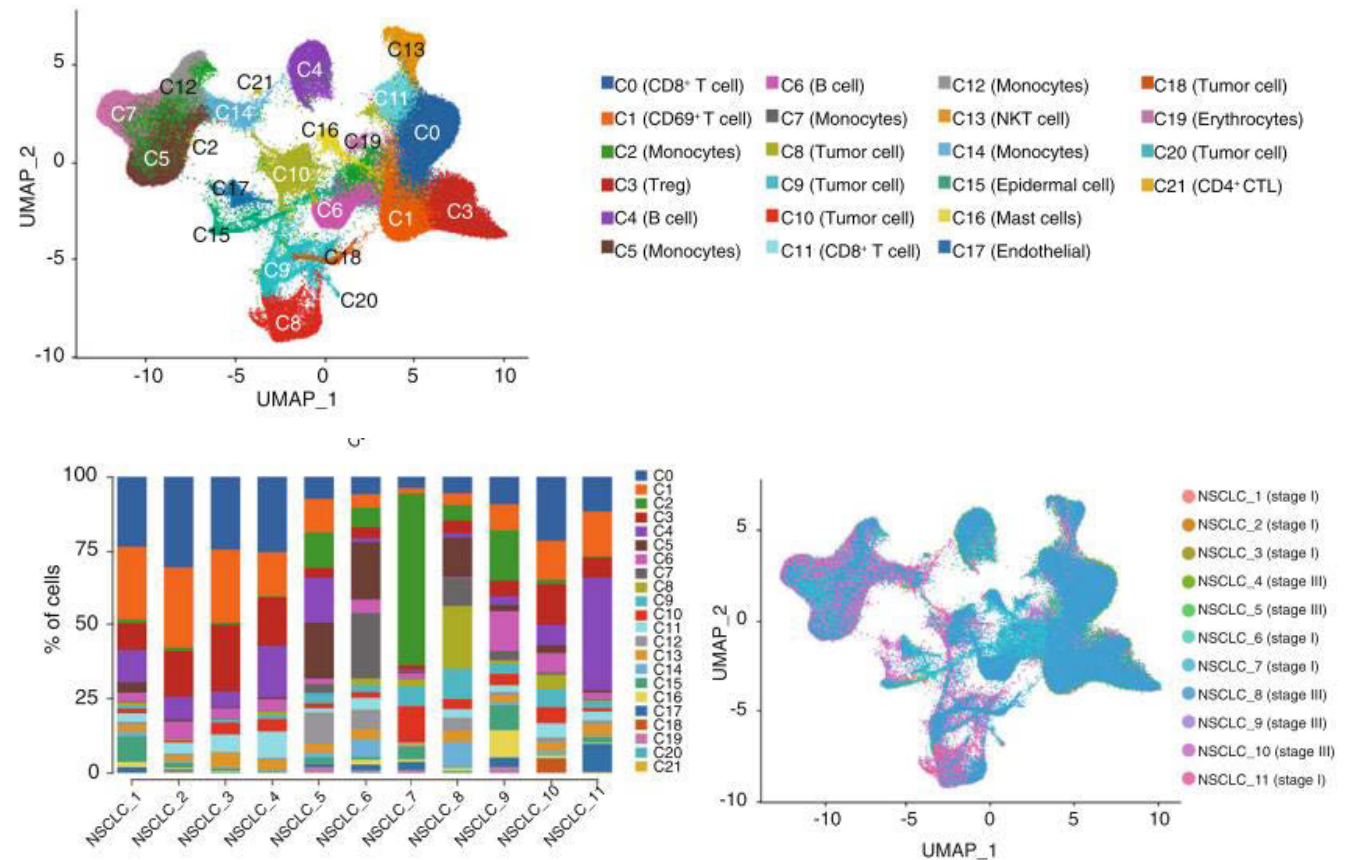 C13
5
C4
C21
C12
C11
C7
C14
C0
C16
C19
C2
C5
0
C10
C17
C6
C1
C3
C15
-5
C18
C9
C20
C8
-10
-10 -5 0 5 10
UMAP_1
UMAP_2
C0 (CD8⁺ T cell)
C1 (CD69⁺ T cell)
C2 (Monocytes)
C3 (Treg)
C4 (B cell)
C5 (Monocytes)
C6 (B cell)
C7 (Monocytes)
C8 (Tumor cell)
C9 (Tumor cell)
C10 (Tumor cell)
C11 (CD8⁺ T cell)
C12 (Monocytes)
C13 (NKT cell)
C14 (Monocytes)
C15 (Epidermal cell)
C16 (Mast cells)
C17 (Endothelial)
C18 (Tumor cell)
C19 (Erythrocytes)
C20 (Tumor cell)
C21 (CD4⁺ CTL)
% of cells
100
75
50
25
0
NSCLC_1
NSCLC_2
NSCLC_3
NSCLC_4
NSCLC_5
NSCLC_6
NSCLC_7
NSCLC_8
NSCLC_9
NSCLC_10
NSCLC_11
C0
C1
C2
C3
C4
C5
C6
C7
C8
C9
C10
C11
C12
C13
C14
C15
C16
C17
C18
C19
C20
C21
UMAP_2
5
0
-5
-10
-10 -5 0 5 10
UMAP_1
NSCLC_1 (stage I)
NSCLC_2 (stage I)
NSCLC_3 (stage I)
NSCLC_4 (stage III)
NSCLC_5 (stage III)
NSCLC_6 (stage I)
NSCLC_7 (stage I)
NSCLC_8 (stage III)
NSCLC_9 (stage III)
NSCLC_10 (stage III)
NSCLC_11 (stage I)